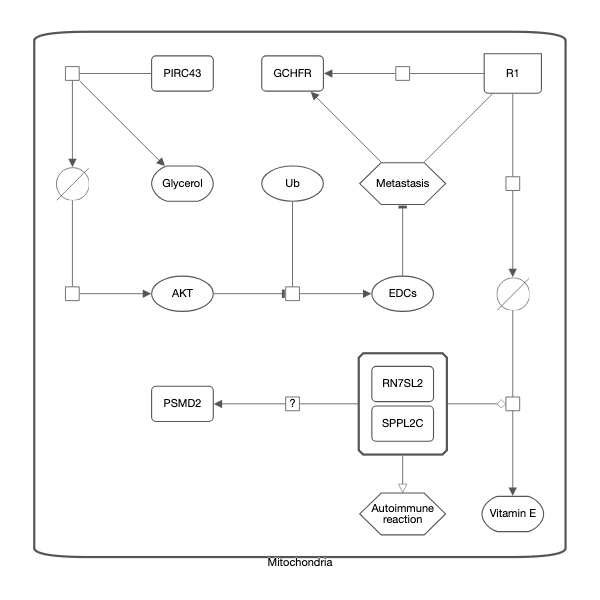 PIRC43
GCHFR
R1
Glycerol
Ub
Metastasis
AKT
EDCs
RN7SL2
PSMD2
?
SPPL2C
Autoimmune
reaction
Vitamin E
Mitochondria